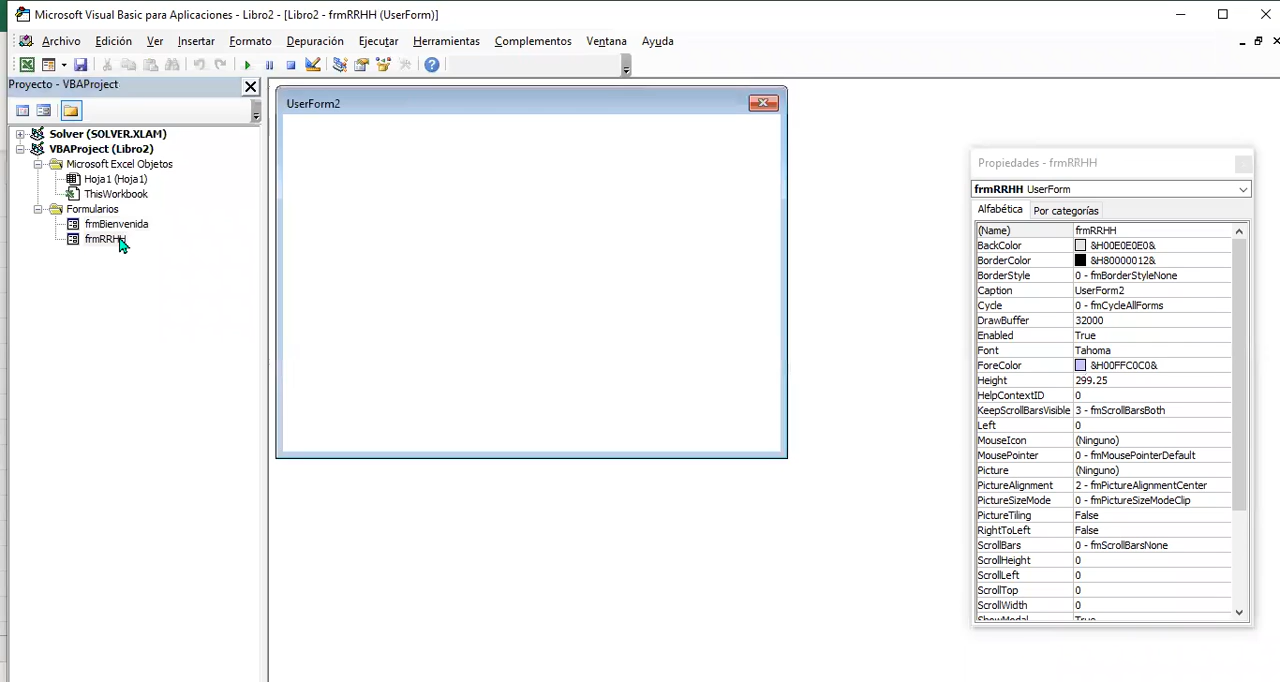 Microsoft Visual Basic para Aplicaciones - Libro2 - [Libro2 - frmRRHH (UserForm)]
Archivo Edición Ver Insertar Formato Depuración Ejecutar Herramientas Complementos Ventana Ayuda
Proyecto - VBAProject
Solver (SOLVER.XLAM)
VBAProject (Libro2)
Microsoft Excel Objetos
Hoja1 (Hoja1)
ThisWorkbook
Formularios
frmBienvenida
frmRRHH
UserForm2
Propiedades - frmRRHH
frmRRHH UserForm
Alfabética Por categorías
(Name) frmRRHH
BackColor &H00E0E0E0&
BorderColor &H80000012&
BorderStyle 0 - fmBorderStyleNone
Caption UserForm2
Cycle 0 - fmCycleAllForms
DrawBuffer 32000
Enabled True
Font Tahoma
ForeColor &H00FFC0C0&
Height 299.25
HelpContextID 0
KeepScrollBarsVisible 3 - fmScrollBarsBoth
Left 0
MouseIcon (Ninguno)
MousePointer 0 - fmMousePointerDefault
Picture (Ninguno)
PictureAlignment 2 - fmPictureAlignmentCenter
PictureSizeMode 0 - fmPictureSizeModeClip
PictureTiling False
RightToLeft False
ScrollBars 0 - fmScrollBarsNone
ScrollHeight 0
ScrollLeft 0
ScrollTop 0
ScrollWidth 0
ShowModal True